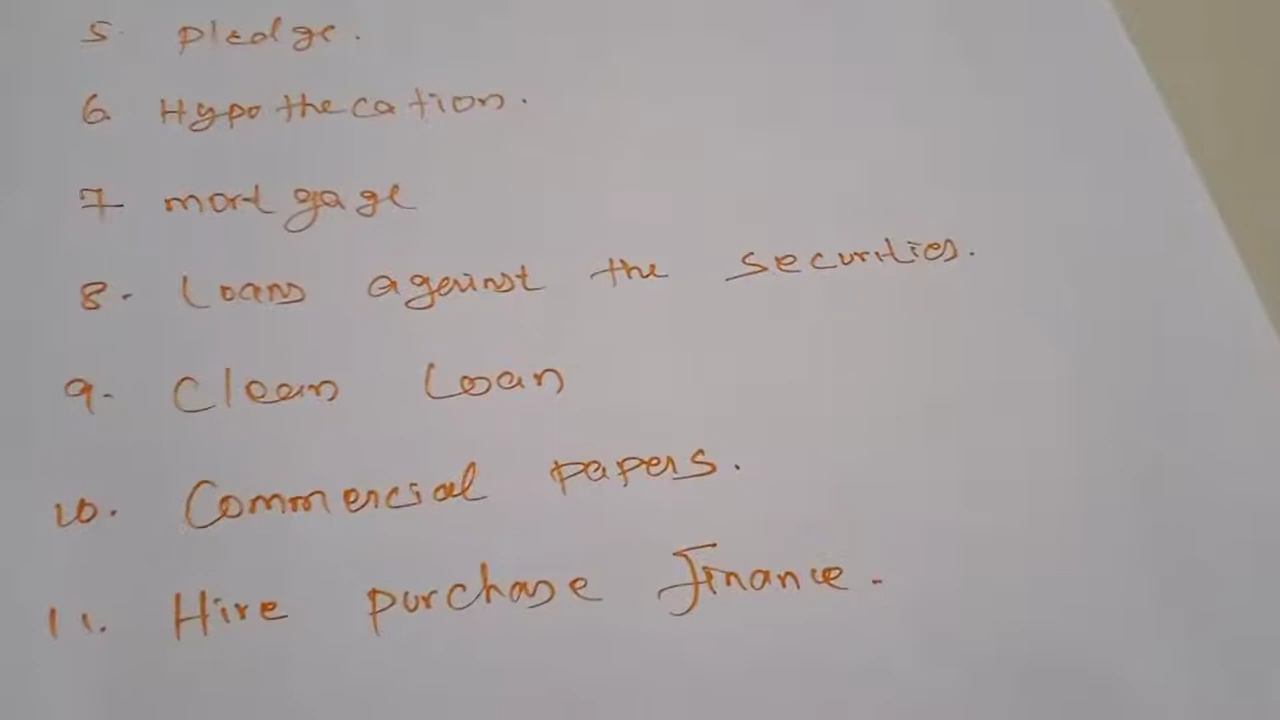 5. Pledge.
6. Hypothecation.
7 mortgage
8. Loans against the securities.
9. Clean Loan
10. Commercial papers.
11. Hire purchase Finance.